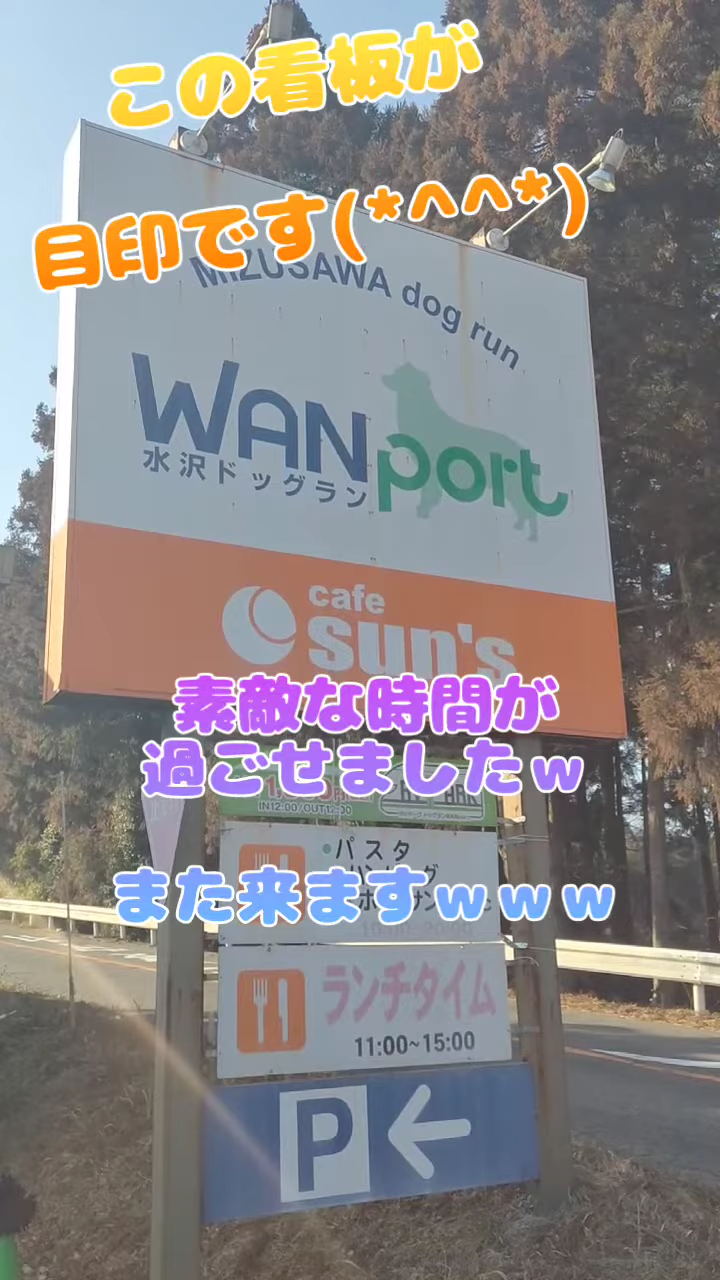 この看板が
目印です(*^^*)
MIZUSAWA dog run
WAN port
水沢ドッグラン
cafe
sun's
素敵な時間が
過ごせましたｗ
IN12:00/OUT12:00
パスタ
また来ますｗｗｗ
ランチタイム
11:00~15:00
P